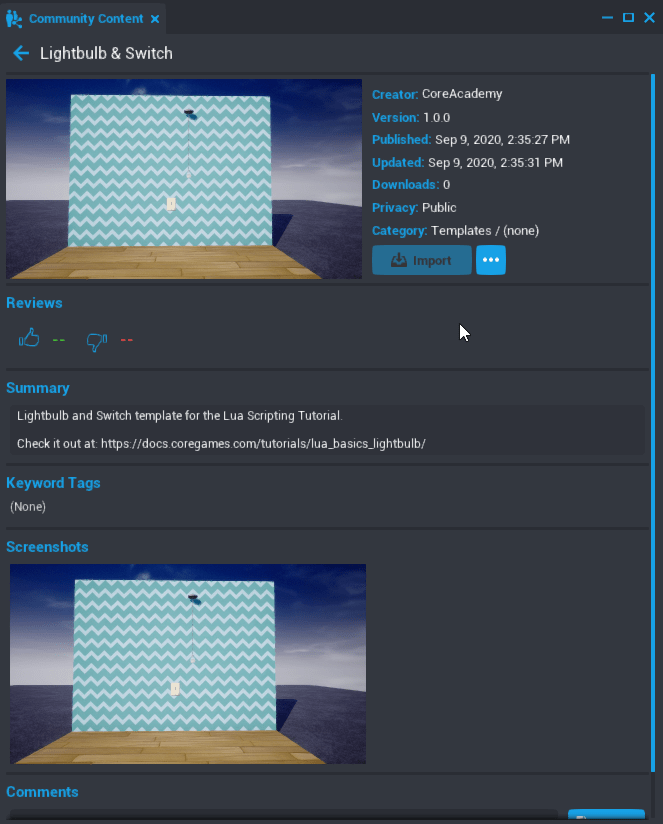 Community Content
Lightbulb & Switch
Creator: CoreAcademy
Version: 1.0.0
Published: Sep 9, 2020, 2:35:27 PM
Updated: Sep 9, 2020, 2:35:31 PM
Downloads: 0
Privacy: Public
Category: Templates / (none)
Import
Reviews
-- --
Summary
Lightbulb and Switch template for the Lua Scripting Tutorial.
Check it out at: https://docs.coregames.com/tutorials/lua_basics_lightbulb/
Keyword Tags
(None)
Screenshots
Comments